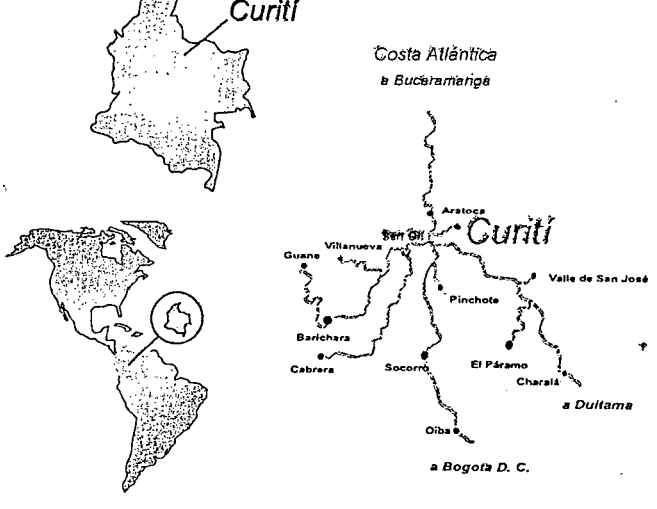 Curití
Costa Atlántica
a Bucaramanga
Aratoca
San Gil
Curití
Villanueva
Guane
Valle de San José
Pinchote
Barichara
Cabrera
Socorro
El Páramo
Charalá
a Duitama
Oiba
a Bogotá D. C.